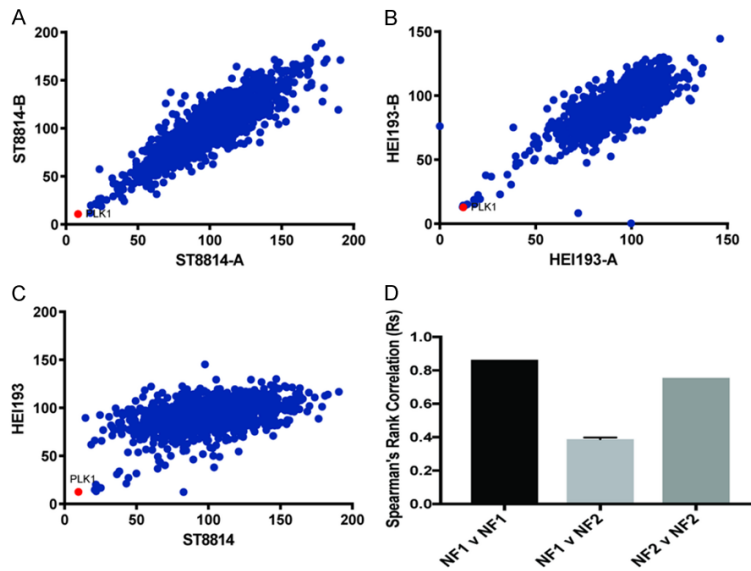 A
200
150
100
50
0
ST8814-B
PLK1
0 50 100 150 200
ST8814-A
B
150
100
50
0
HEI193-B
PLK1
0 50 100 150
HEI193-A
C
200
150
100
50
0
HEI193
PLK1
0 50 100 150 200
ST8814
D
1.0
0.8
0.6
0.4
0.2
0.0
Spearman's Rank Correlation (Rs)
NF1 v NF1
NF1 v NF2
NF2 v NF2